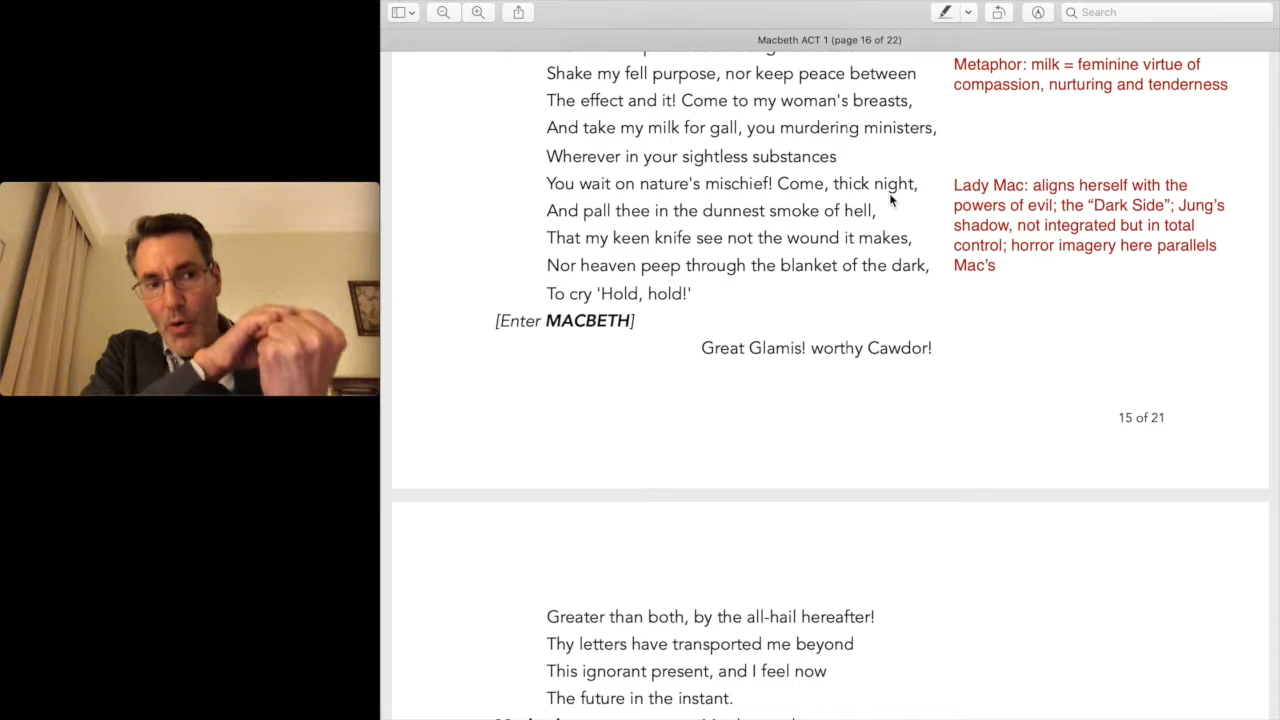 Search
Macbeth ACT 1 (page 16 of 22)
Shake my fell purpose, nor keep peace between
The effect and it! Come to my woman's breasts,
And take my milk for gall, you murdering ministers,
Wherever in your sightless substances
You wait on nature's mischief! Come, thick night,
And pall thee in the dunnest smoke of hell,
That my keen knife see not the wound it makes,
Nor heaven peep through the blanket of the dark,
To cry 'Hold, hold!'
[Enter MACBETH]
Great Glamis! worthy Cawdor!
Metaphor: milk = feminine virtue of
compassion, nurturing and tenderness
Lady Mac: aligns herself with the
powers of evil; the “Dark Side”; Jung's
shadow, not integrated but in total
control; horror imagery here parallels
Mac's
15 of 21
Greater than both, by the all-hail hereafter!
Thy letters have transported me beyond
This ignorant present, and I feel now
The future in the instant.